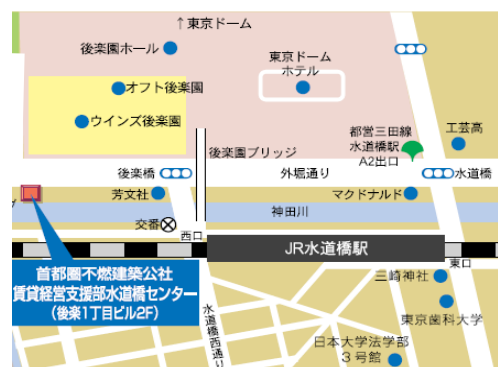 ↑東京ドーム
後楽園ホール
東京ドーム
ホテル
オフト後楽園
ウインズ後楽園
都営三田線
水道橋駅
A2出口
工芸高
後楽園ブリッジ
後楽橋
外堀通り
水道橋
芳文社
マクドナルド
神田川
交番
西口
JR水道橋駅
東口
首都圏不燃建築公社
賃貸経営支援部水道橋センター
(後楽1丁目ビル2F)
三崎神社
東京歯科大学
水道橋西通り
日本大学法学部
3号館